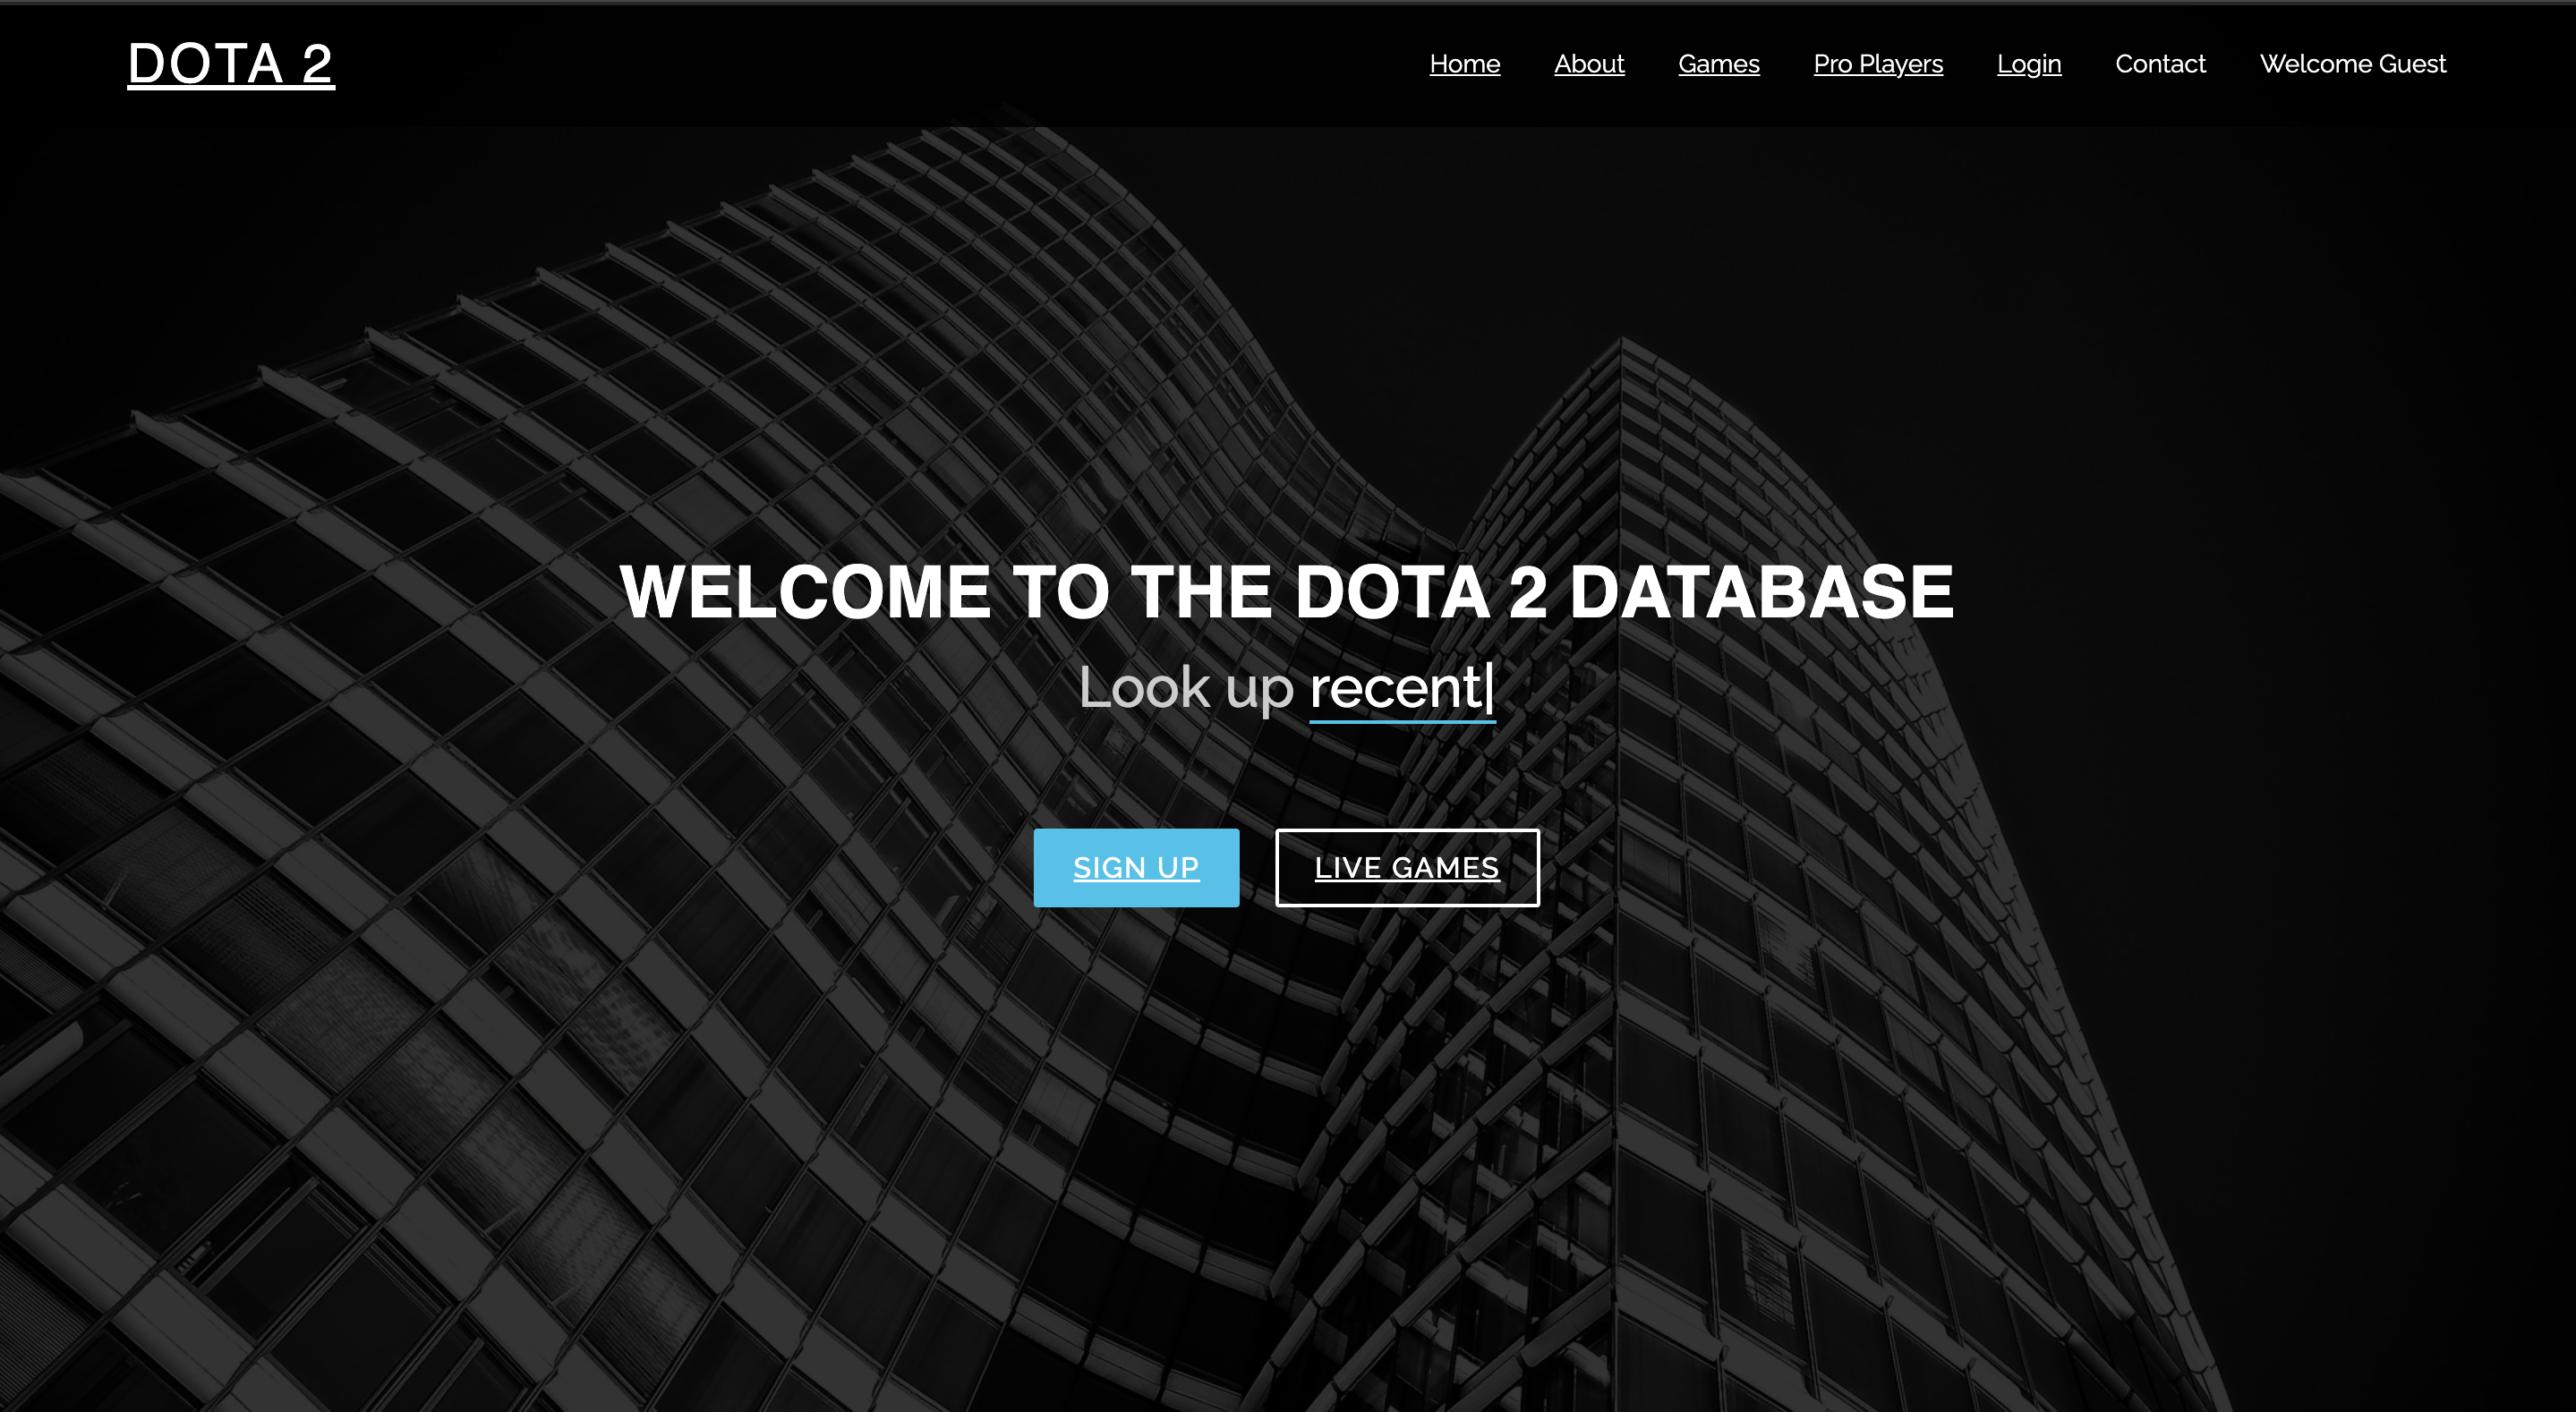 DOTA 2
Home About Games Pro Players Login Contact Welcome Guest
WELCOME TO THE DOTA 2 DATABASE
Look up recent|
SIGN UP LIVE GAMES